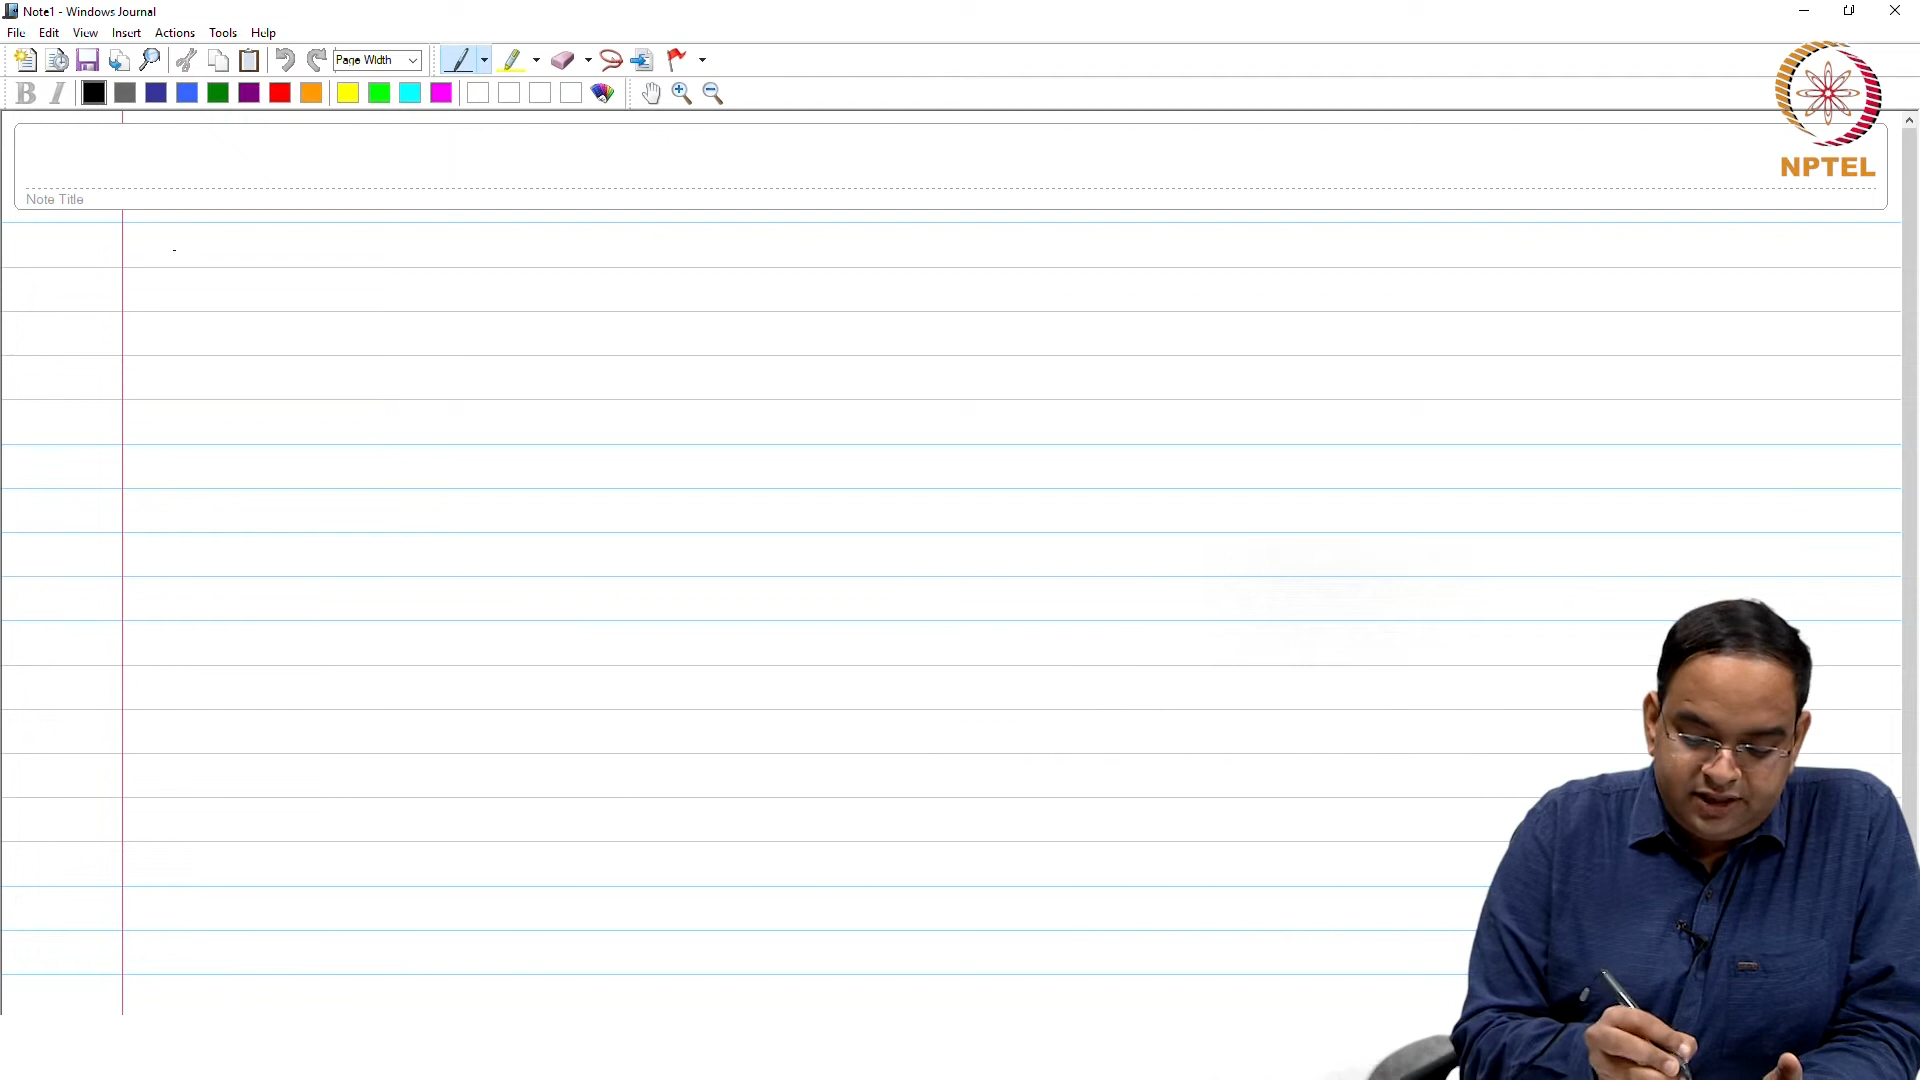 Note1 - Windows Journal
File Edit View Insert Actions Tools Help
Page Width
B I
NPTEL
Note Title